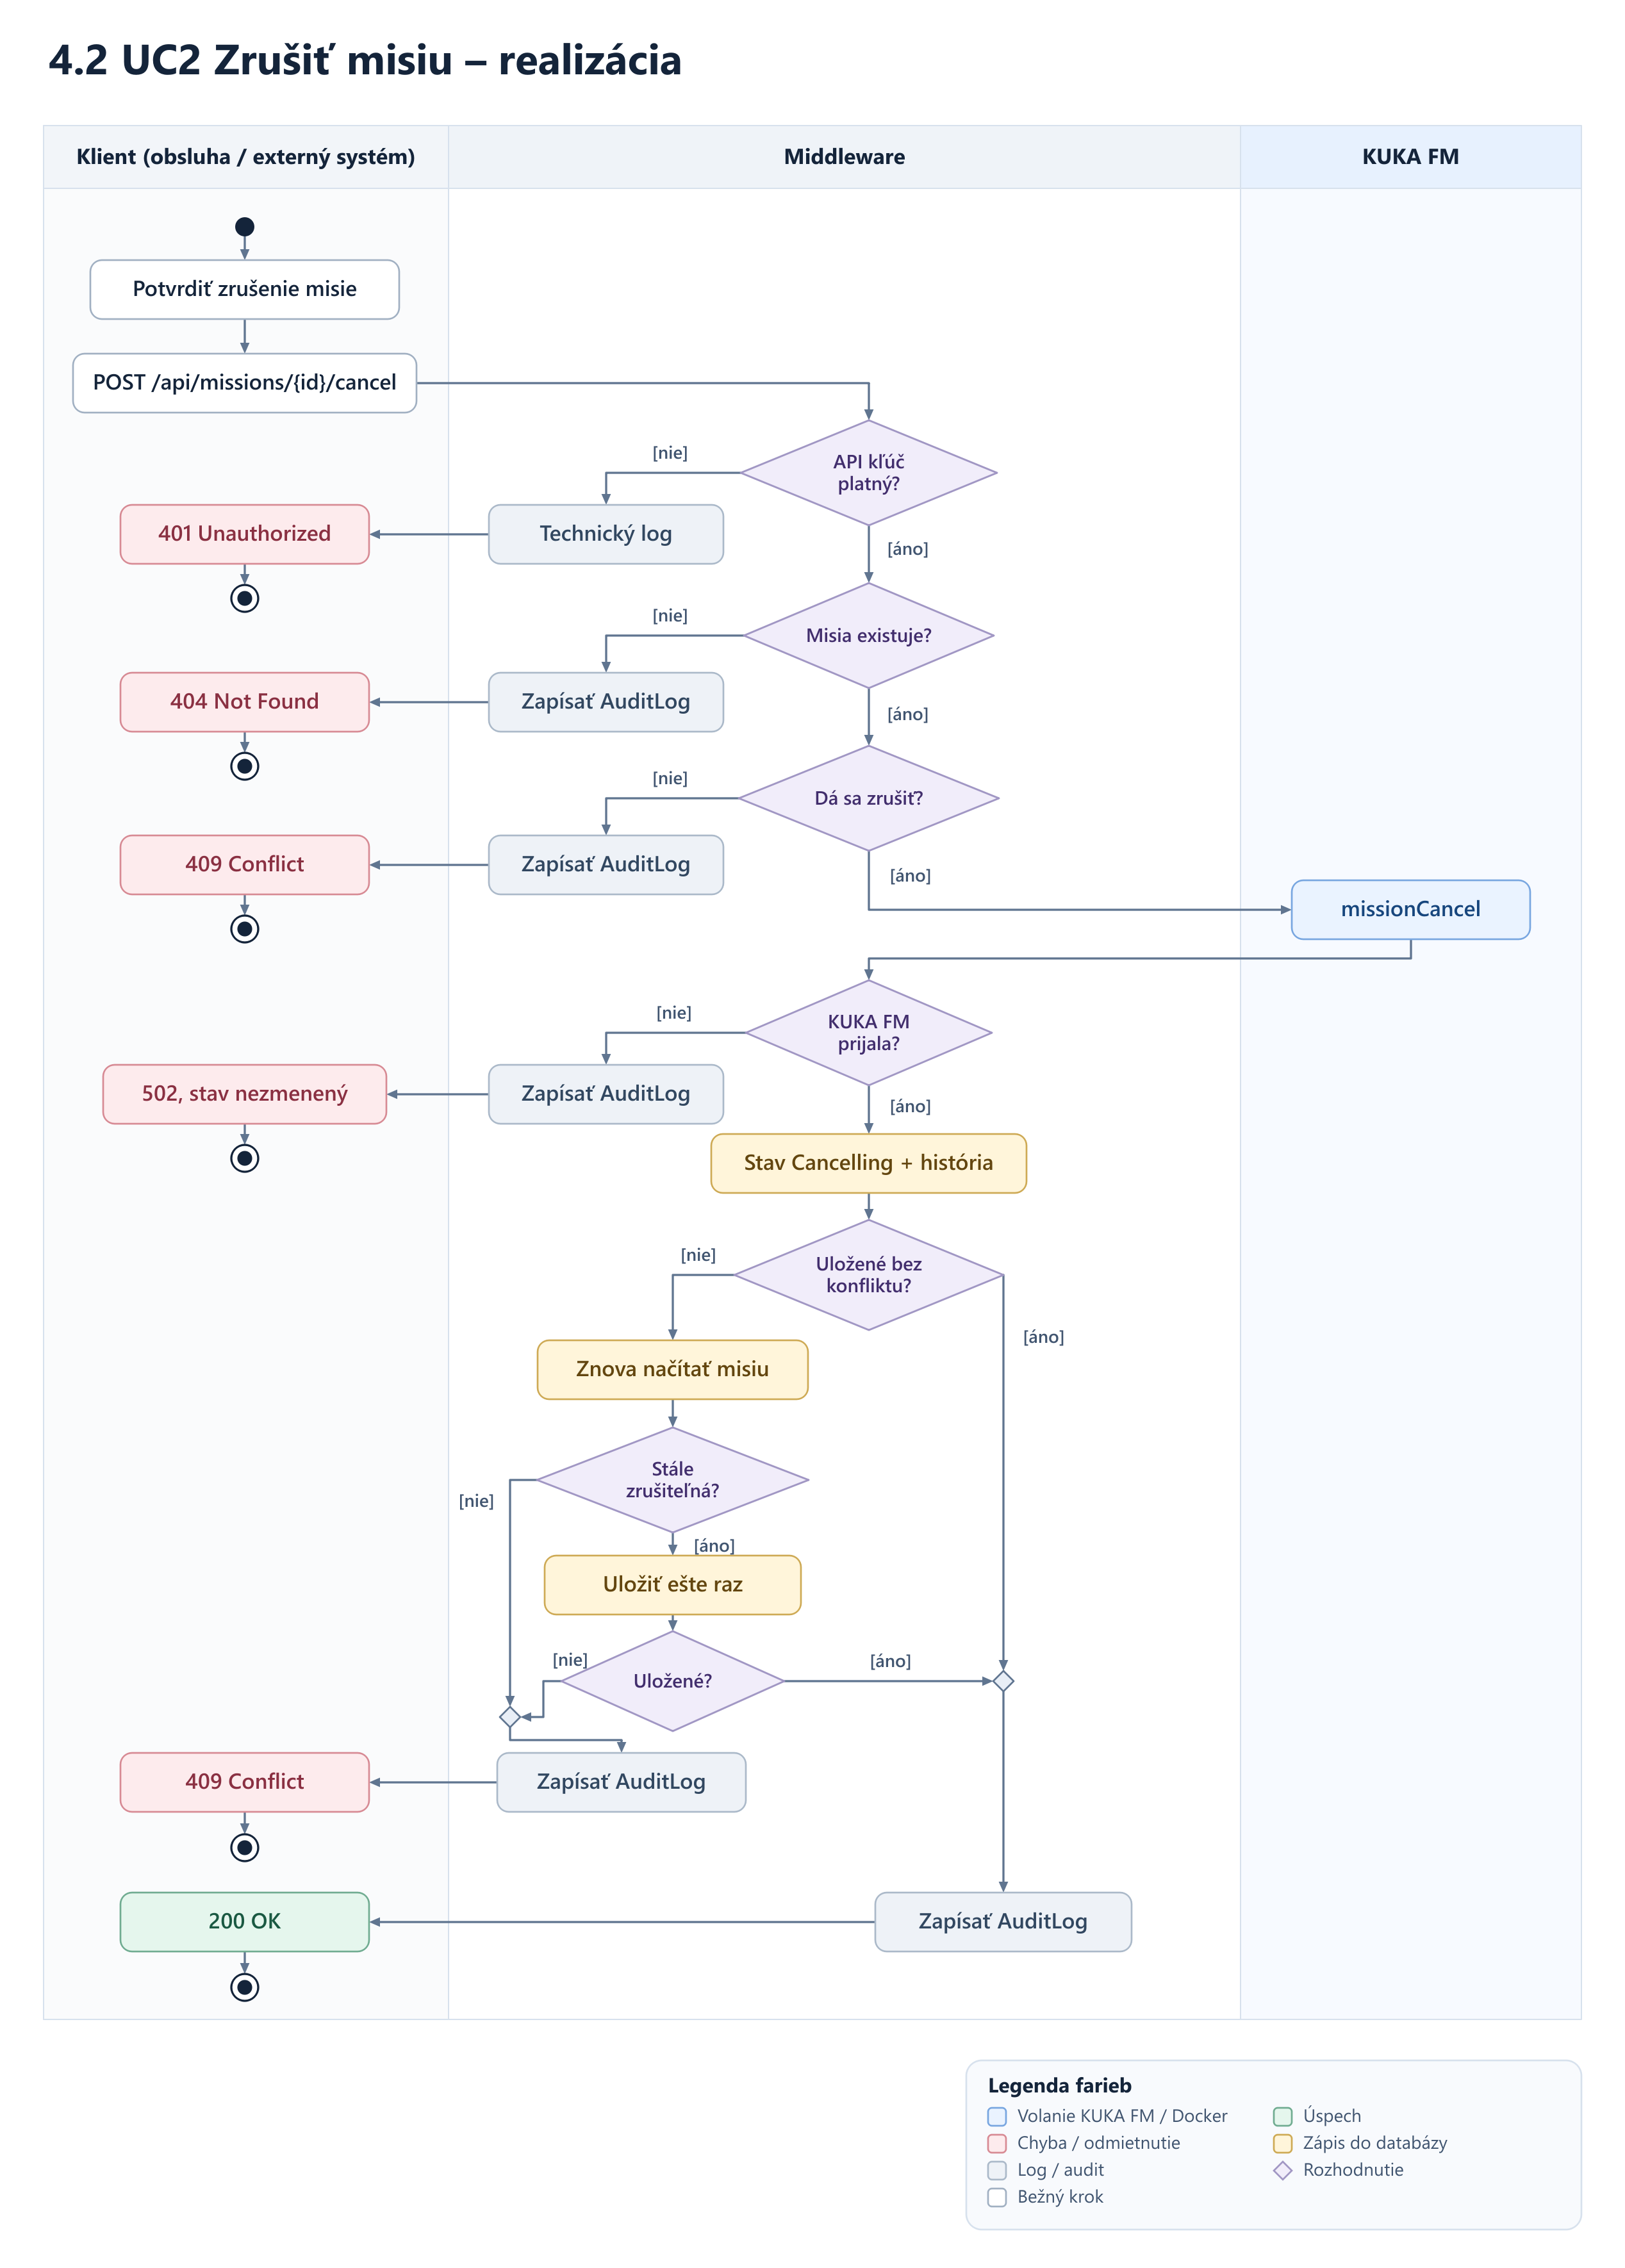 4.2 UC2 Zrušiť misiu – realizácia
Klient (obsluha / externý systém)
Middleware
KUKA FM
Potvrdiť zrušenie misie
POST /api/missions/{id}/cancel
API kľúč
platný?
[nie]
Technický log
401 Unauthorized
[áno]
Misia existuje?
[nie]
Zapísať AuditLog
404 Not Found
[áno]
Dá sa zrušiť?
[nie]
Zapísať AuditLog
409 Conflict
[áno]
missionCancel
KUKA FM
prijala?
[nie]
Zapísať AuditLog
502, stav nezmenený
[áno]
Stav Cancelling + história
Uložené bez
konfliktu?
[nie]
[áno]
Znova načítať misiu
Stále
zrušiteľná?
[nie]
[áno]
Uložiť ešte raz
Uložené?
[nie]
[áno]
Zapísať AuditLog
409 Conflict
Zapísať AuditLog
200 OK
Legenda farieb
Volanie KUKA FM / Docker
Úspech
Chyba / odmietnutie
Zápis do databázy
Log / audit
Rozhodnutie
Bežný krok